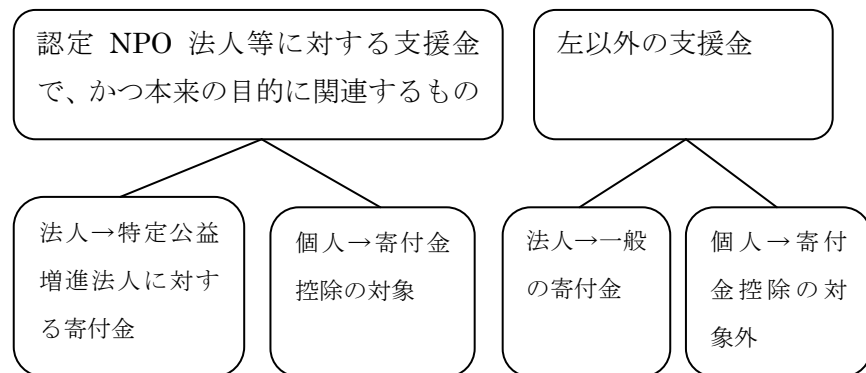 認定 NPO 法人等に対する支援金
で、かつ本来の目的に関連するもの
左以外の支援金
法人→特定公益
増進法人に対す
る寄付金
個人→寄付金
控除の対象
法人→一般
の寄付金
個人→寄付
金控除の対
象外